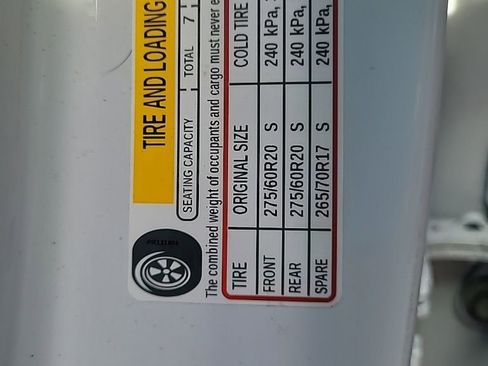 TIRE AND LOADING
SEATING CAPACITY TOTAL 7
The combined weight of occupants and cargo must never e
TIRE ORIGINAL SIZE COLD TIRE
FRONT 275/60R20 S 240 kPa,
REAR 275/60R20 S 240 kPa,
SPARE 265/70R17 S 240 kPa,